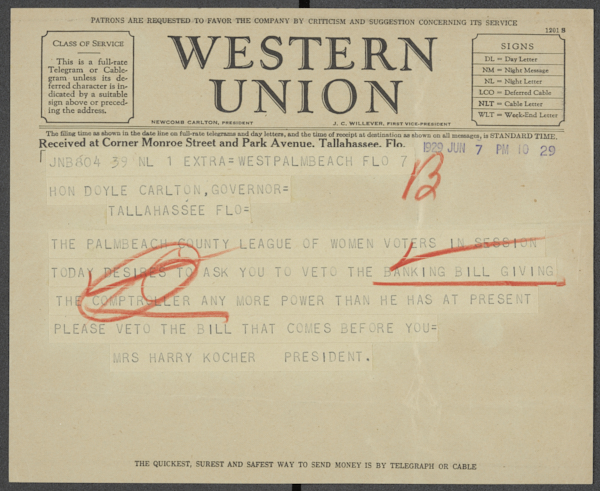 PATRONS ARE REQUESTED TO FAVOR THE COMPANY BY CRITICISM AND SUGGESTION CONCERNING ITS SERVICE
1201 S
CLASS OF SERVICE
This is a full-rate
Telegram or Cable-
gram unless its de-
ferred character is in-
dicated by a suitable
sign above or preced-
ing the address.
WESTERN
UNION
NEWCOMB CARLTON, PRESIDENT
J. C. WILLEVER, FIRST VICE-PRESIDENT
SIGNS
DL = Day Letter
NM = Night Message
NL = Night Letter
LCO = Deferred Cable
NLT = Cable Letter
WLT = Week-End Letter
The filing time as shown in the date line on full-rate telegrams and day letters, and the time of receipt at destination as shown on all messages, is STANDARD TIME.
Received at Corner Monroe Street and Park Avenue, Tallahassee, Flo.
1929 JUN 7 PM 10 29
JNB604 39 NL 1 EXTRA=WESTPALMBEACH FLO 7
B
HON DOYLE CARLTON, GOVERNOR=
TALLAHASSEE FLO=
THE PALMBEACH COUNTY LEAGUE OF WOMEN VOTERS IN SESSION
TODAY DESIRES TO ASK YOU TO VETO THE BANKING BILL GIVING
THE COMPTROLLER ANY MORE POWER THAN HE HAS AT PRESENT
PLEASE VETO THE BILL THAT COMES BEFORE YOU=
MRS HARRY KOCHER PRESIDENT.
THE QUICKEST, SUREST AND SAFEST WAY TO SEND MONEY IS BY TELEGRAPH OR CABLE